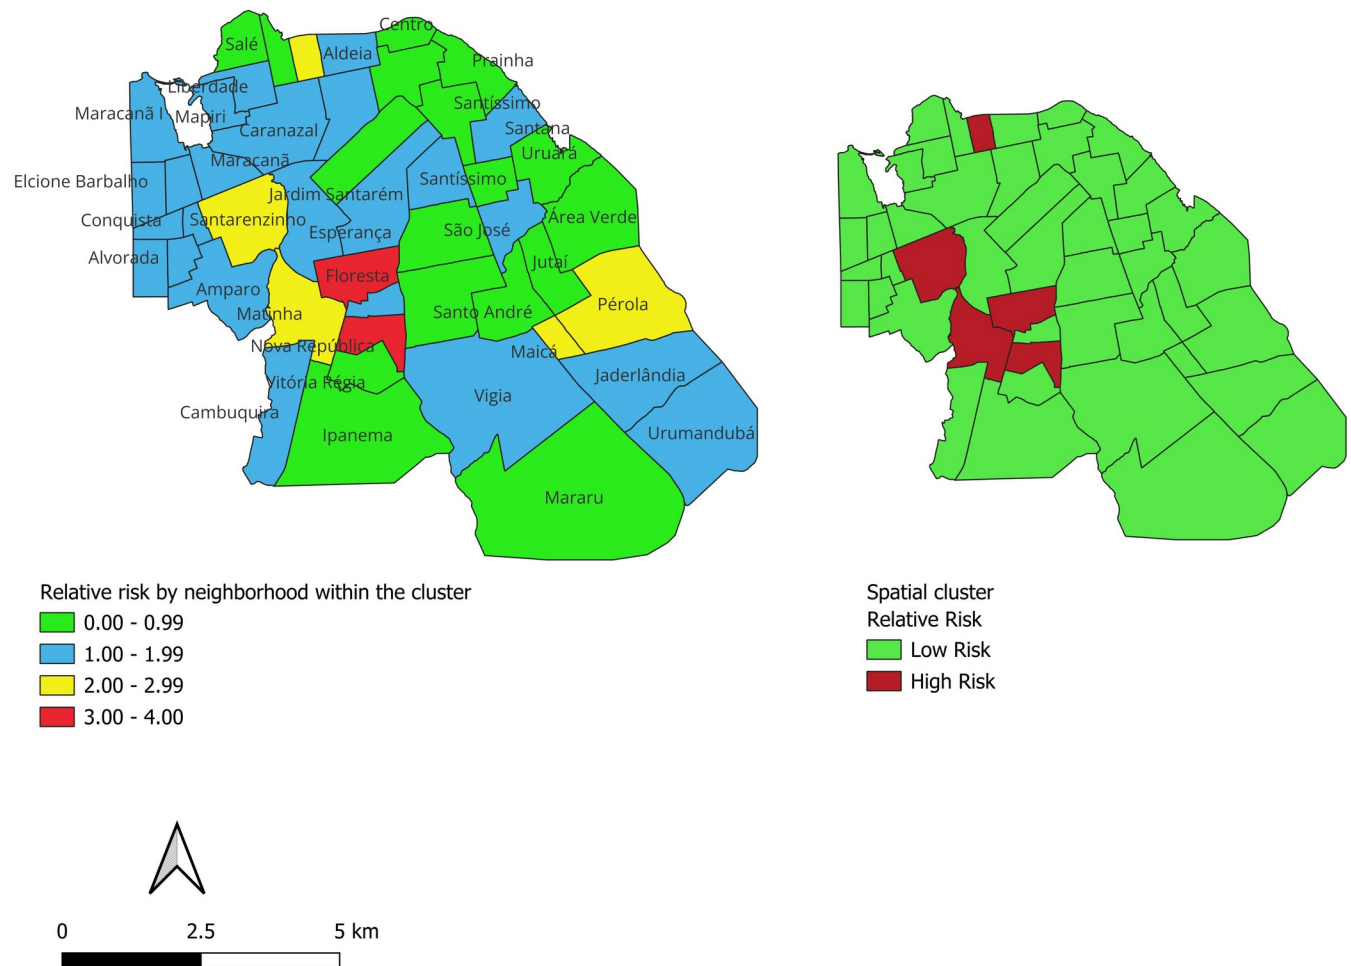 Centro
Salé
Aldeia
Prainha
Liberdade
Santíssimo
Maracanã I
Mapiri
Caranazal
Santana
Uruará
Maracanã
Elcione Barbalho
Jardim Santarém
Santíssimo
Conquista
Santarenzinho
Esperança
São José
Área Verde
Alvorada
Floresta
Jutaí
Amparo
Matinha
Santo André
Pérola
Nova República
Maicá
Vitória Régia
Jaderlândia
Cambuquira
Vigia
Ipanema
Urumandubá
Mararu
Relative risk by neighborhood within the cluster
0.00 - 0.99
1.00 - 1.99
2.00 - 2.99
3.00 - 4.00
Spatial cluster
Relative Risk
Low Risk
High Risk
0 2.5 5 km